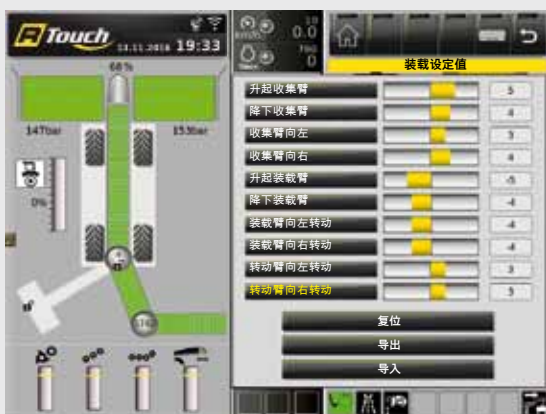 R Touch
13.11.2018 19:33
68%
147bar
153bar
0%
0.0
0
装载设定值
升起收集臂 5
降下收集臂 4
收集臂向左 3
收集臂向右 4
升起装载臂 -5
降下装载臂 -4
装载臂向左转动 -4
装载臂向右转动 -4
转动臂向左转动 3
转动臂向右转动 3
复位
导出
导入